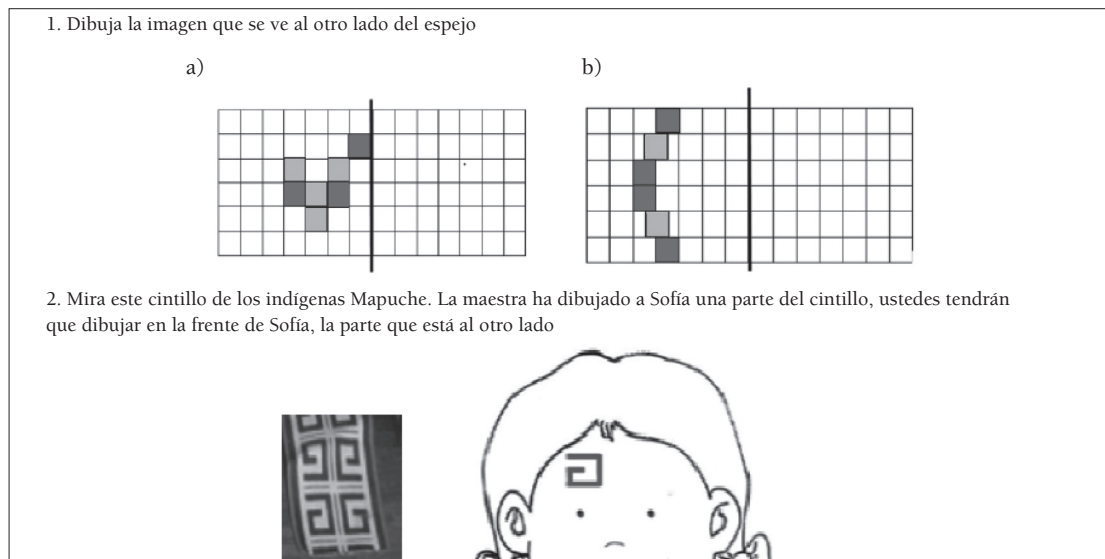 1. Dibuja la imagen que se ve al otro lado del espejo
a)
b)
2. Mira este cintillo de los indígenas Mapuche. La maestra ha dibujado a Sofía una parte del cintillo, ustedes tendrán
que dibujar en la frente de Sofía, la parte que está al otro lado